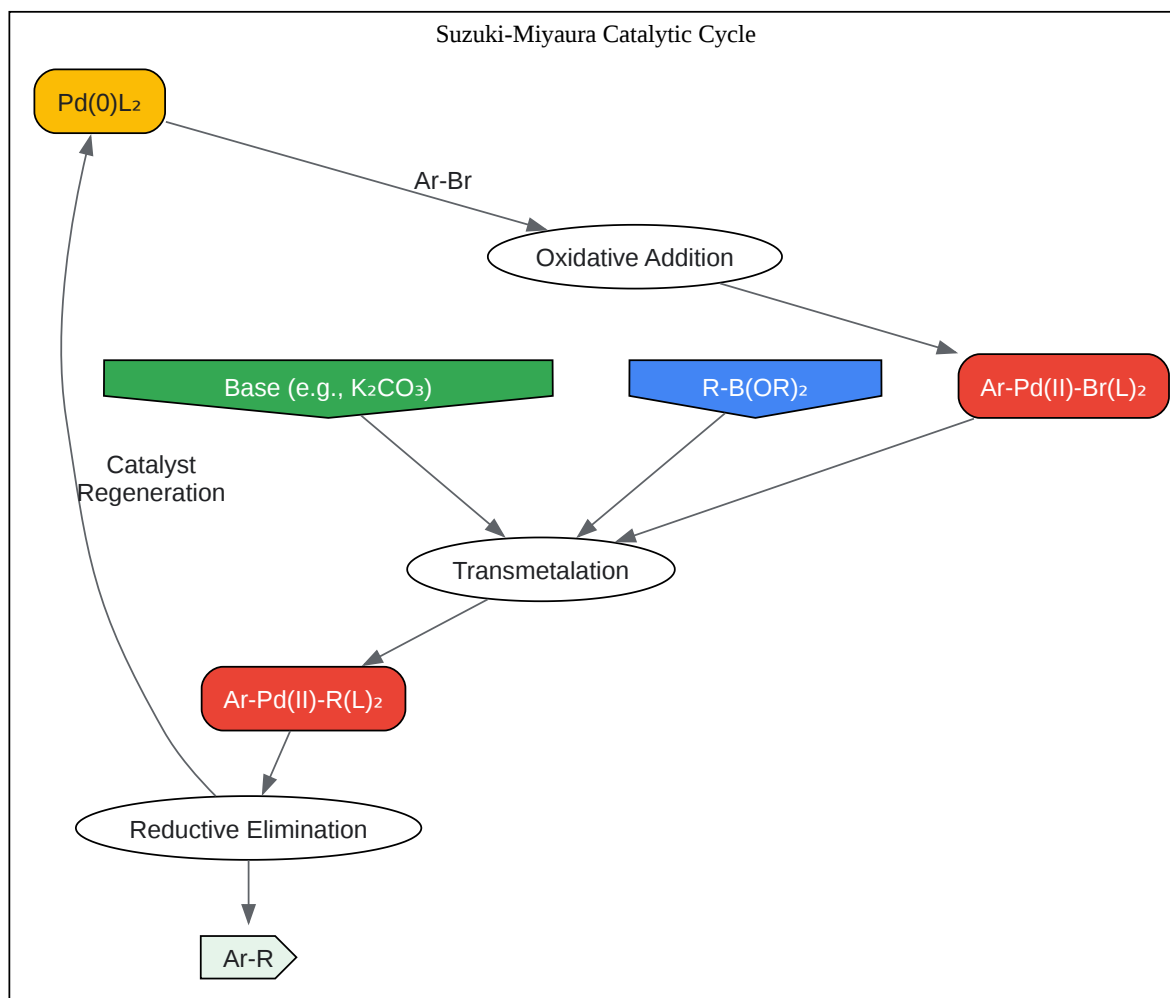 Suzuki-Miyaura Catalytic Cycle
Pd(0)L₂
Ar-Br
Oxidative Addition
Base (e.g., K₂CO₃)
R-B(OR)₂
Ar-Pd(II)-Br(L)₂
Catalyst
Regeneration
Transmetalation
Ar-Pd(II)-R(L)₂
Reductive Elimination
Ar-R